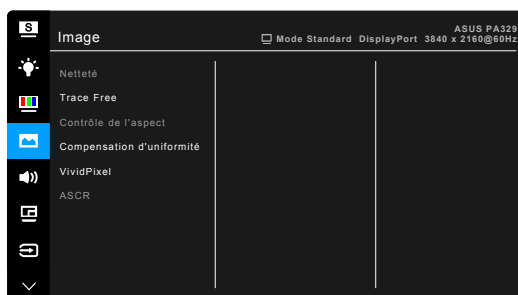 S
ASUS PA329
Image
Mode Standard DisplayPort 3840 x 2160@60Hz
Netteté
Trace Free
Contrôle de l'aspect
Compensation d'uniformité
VividPixel
ASCR